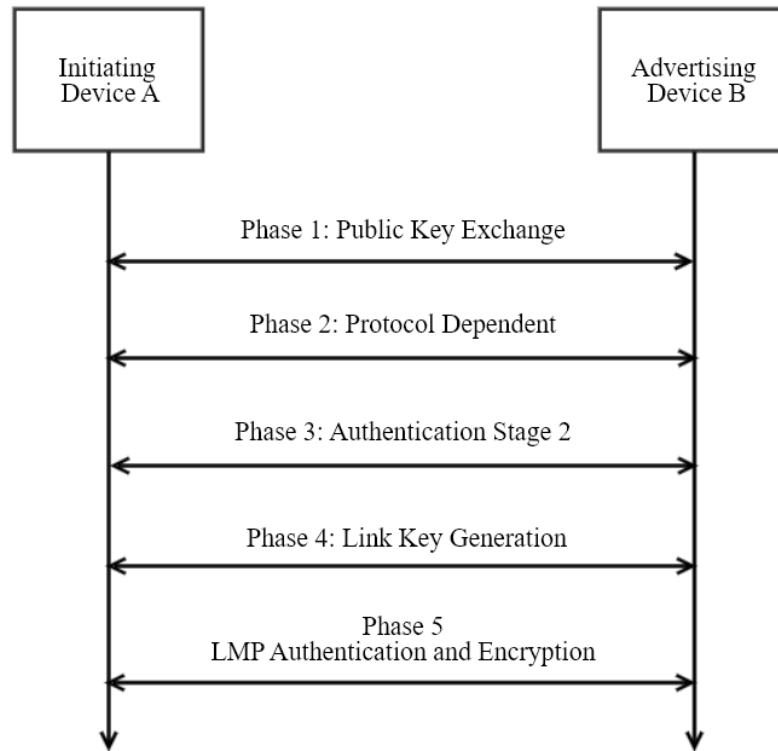 Initiating
Device A
Advertising
Device B
Phase 1: Public Key Exchange
Phase 2: Protocol Dependent
Phase 3: Authentication Stage 2
Phase 4: Link Key Generation
Phase 5
LMP Authentication and Encryption